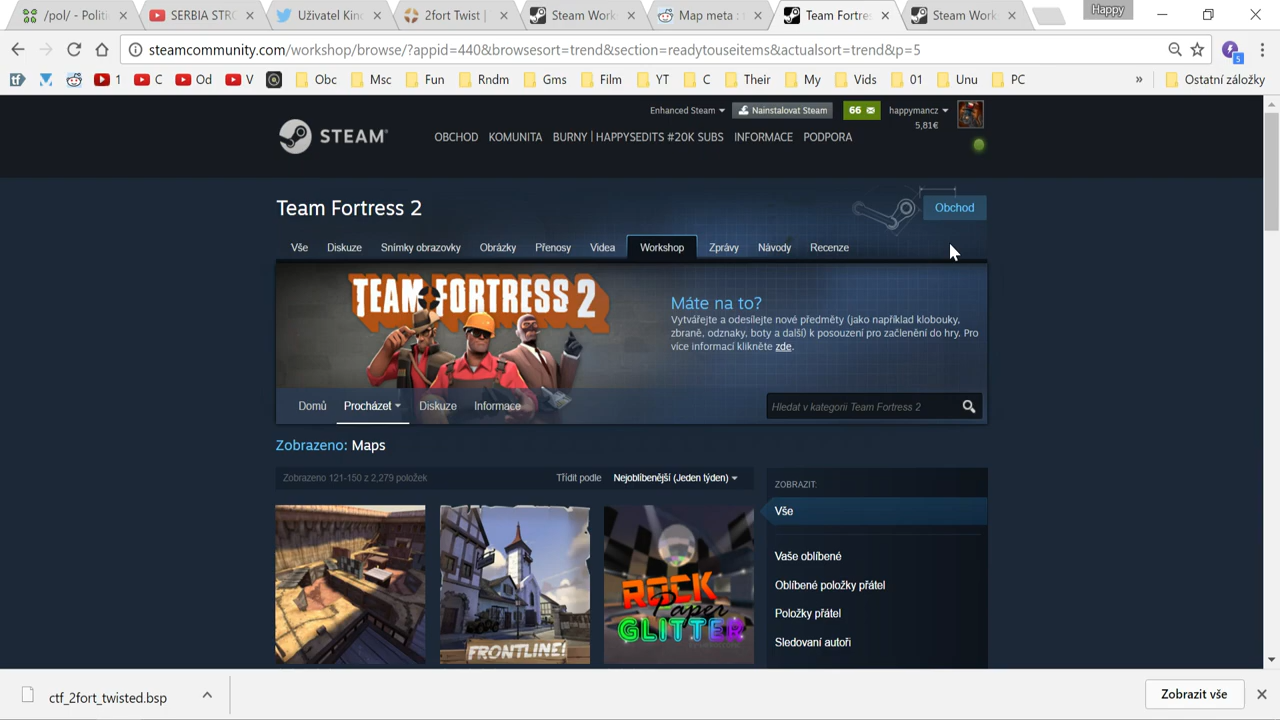 /pol/ - Politi
SERBIA STRO
Uživatel Kin
2fort Twist |
Steam Work
Map meta : t
Team Fortre
Steam Work
Happy
steamcommunity.com/workshop/browse/?appid=440&browsesort=trend&section=readytouseitems&actualsort=trend&p=5
5
1
C
Od
V
Obc
Msc
Fun
Rndm
Gms
Film
YT
C
Their
My
Vids
01
Unu
PC
»
Ostatní záložky
Enhanced Steam
Nainstalovat Steam
66
happymancz
5,81€
STEAM
OBCHOD
KOMUNITA
BURNY | HAPPYSEDITS #20K SUBS
INFORMACE
PODPORA
Team Fortress 2
Obchod
Vše
Diskuze
Snímky obrazovky
Obrázky
Přenosy
Videa
Workshop
Zprávy
Návody
Recenze
TEAM FORTRESS 2
Máte na to?
Vytvářejte a odesílejte nové předměty (jako například klobouky,
zbraně, odznaky, boty a další) k posouzení pro začlenění do hry. Pro
více informací klikněte zde.
Domů
Procházet
Diskuze
Informace
Hledat v kategorii Team Fortress 2
Zobrazeno: Maps
Zobrazeno 121-150 z 2,279 položek
Třídit podle
Nejoblíbenější (Jeden týden)
ZOBRAZIT:
Vše
Vaše oblíbené
Oblíbené položky přátel
Položky přátel
Sledovaní autoři
FRONTLINE!
ROCK
Paper
GLITTER
ctf_2fort_twisted.bsp
Zobrazit vše